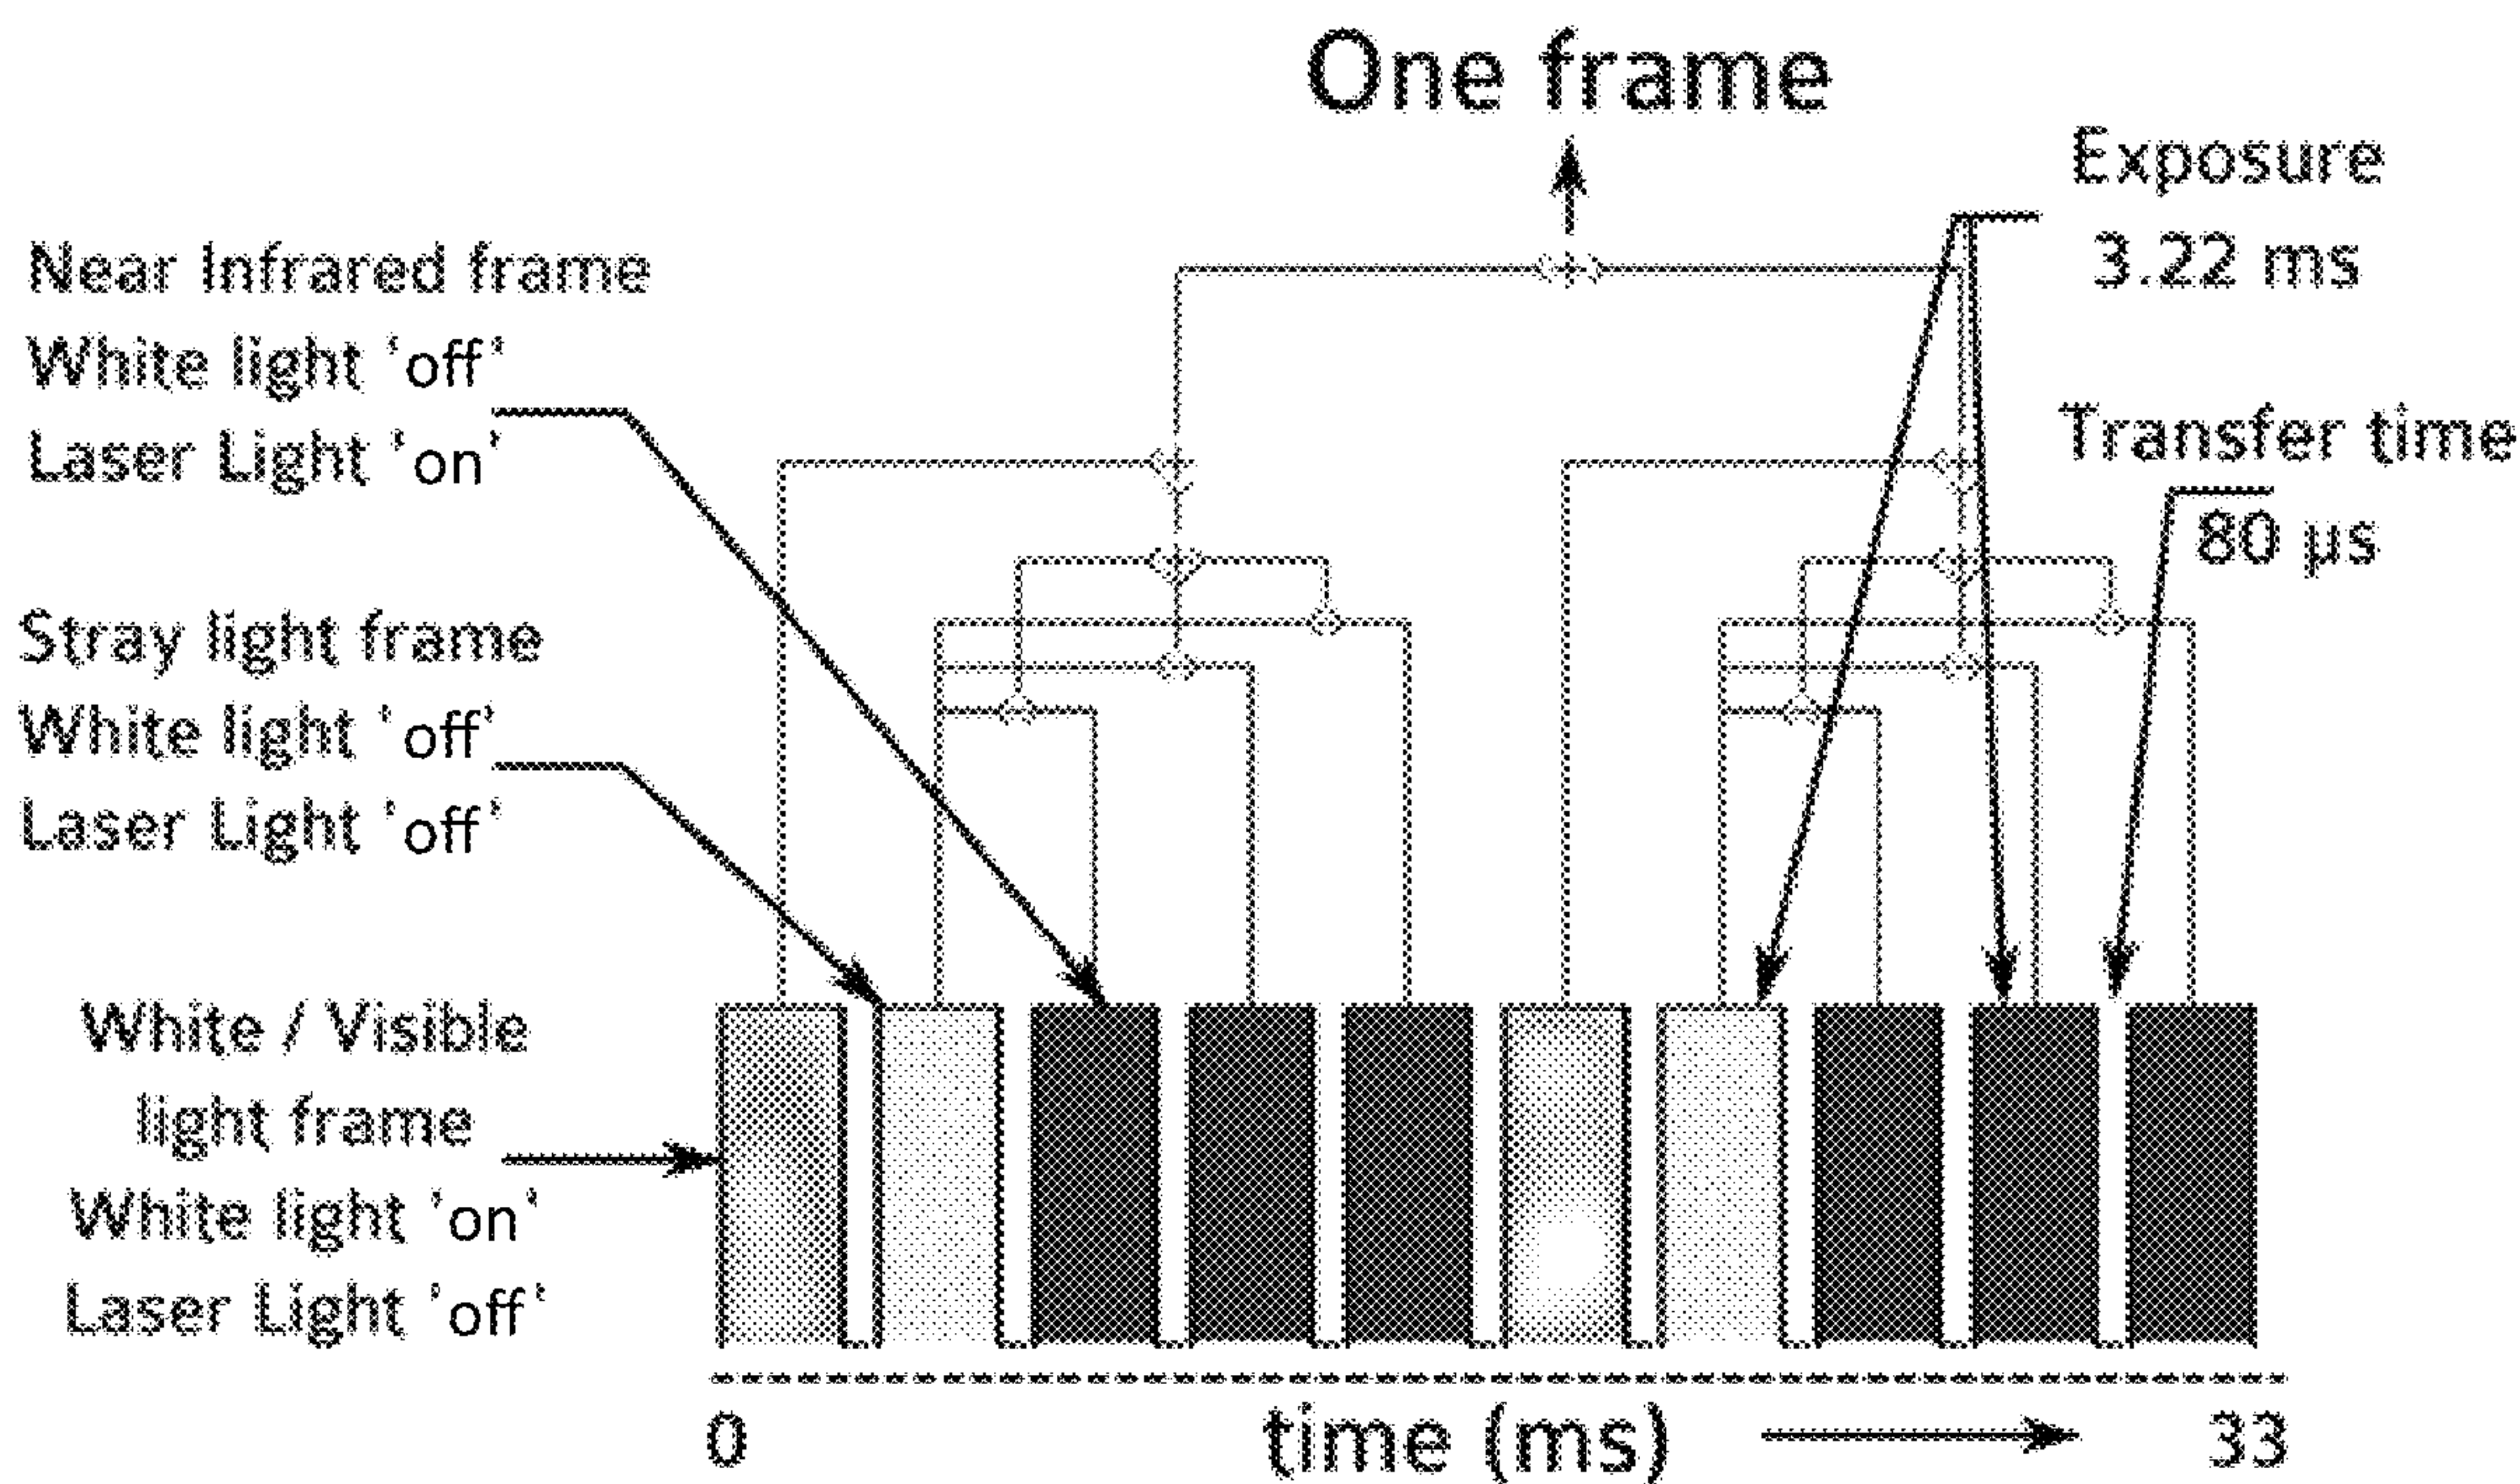 One frame
Exposure
3.22 ms
Near Infrared frame
White light 'off'
Laser Light 'on'
Transfer time
80 µs
Stray light frame
White light 'off'
Laser Light 'off'
White / Visible
light frame
White light 'on'
Laser Light 'off'
0
time (ms)
33